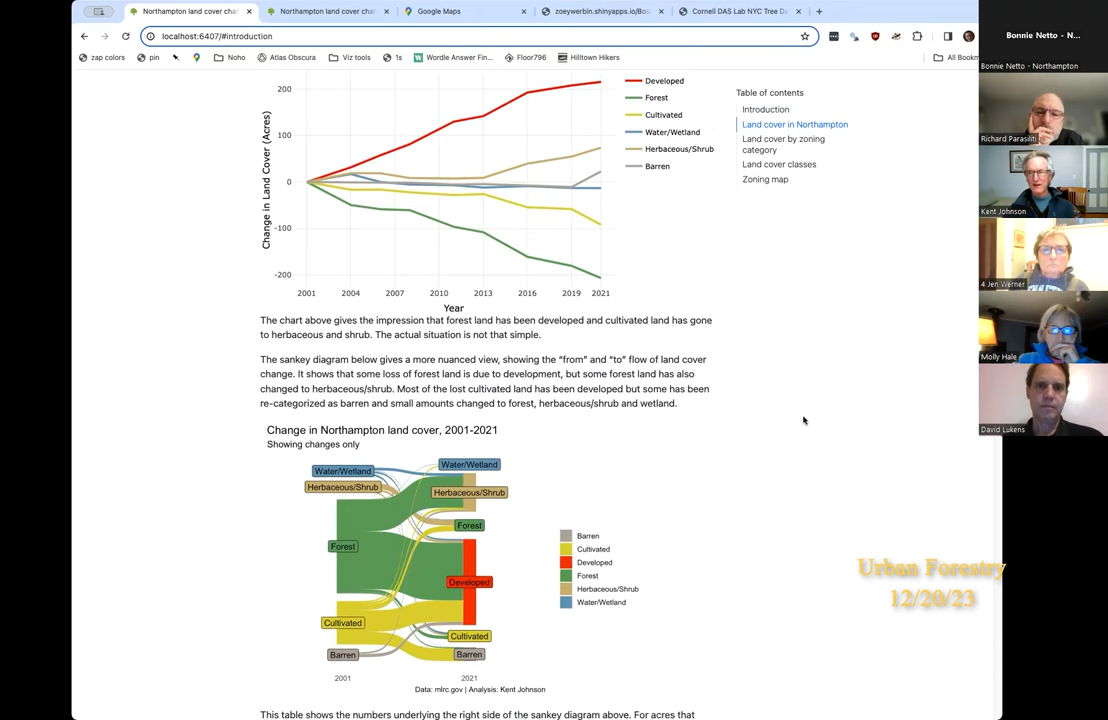 Northampton land cover chan
Northampton land cover chan
Google Maps
zoeywerbin.shinyapps.io/Bos
Cornell DAS Lab NYC Tree Da
localhost:6407/#introduction
zap colors
pin
Noho
Atlas Obscura
Viz tools
1s
Wordle Answer Fin...
Floor796
Hilltown Hikers
All Bookm
Bonnie Netto - N...
Bonnie Netto - Northampton
Richard Parasiliti
Kent Johnson
4 Jen Werner
Molly Hale
David Lukens
Change in Land Cover (Acres)
200
100
0
-100
-200
2001 2004 2007 2010 2013 2016 2019 2021
Year
Developed
Forest
Cultivated
Water/Wetland
Herbaceous/Shrub
Barren
Table of contents
Introduction
Land cover in Northampton
Land cover by zoning
category
Land cover classes
Zoning map
The chart above gives the impression that forest land has been developed and cultivated land has gone
to herbaceous and shrub. The actual situation is not that simple.
The sankey diagram below gives a more nuanced view, showing the “from” and “to” flow of land cover
change. It shows that some loss of forest land is due to development, but some forest land has also
changed to herbaceous/shrub. Most of the lost cultivated land has been developed but some has been
re-categorized as barren and small amounts changed to forest, herbaceous/shrub and wetland.
Change in Northampton land cover, 2001-2021
Showing changes only
Water/Wetland
Herbaceous/Shrub
Forest
Cultivated
Barren
2001
Water/Wetland
Herbaceous/Shrub
Forest
Developed
Cultivated
Barren
2021
Barren
Cultivated
Developed
Forest
Herbaceous/Shrub
Water/Wetland
Data: mlrc.gov | Analysis: Kent Johnson
This table shows the numbers underlying the right side of the sankey diagram above. For acres that
Urban Forestry
12/20/23